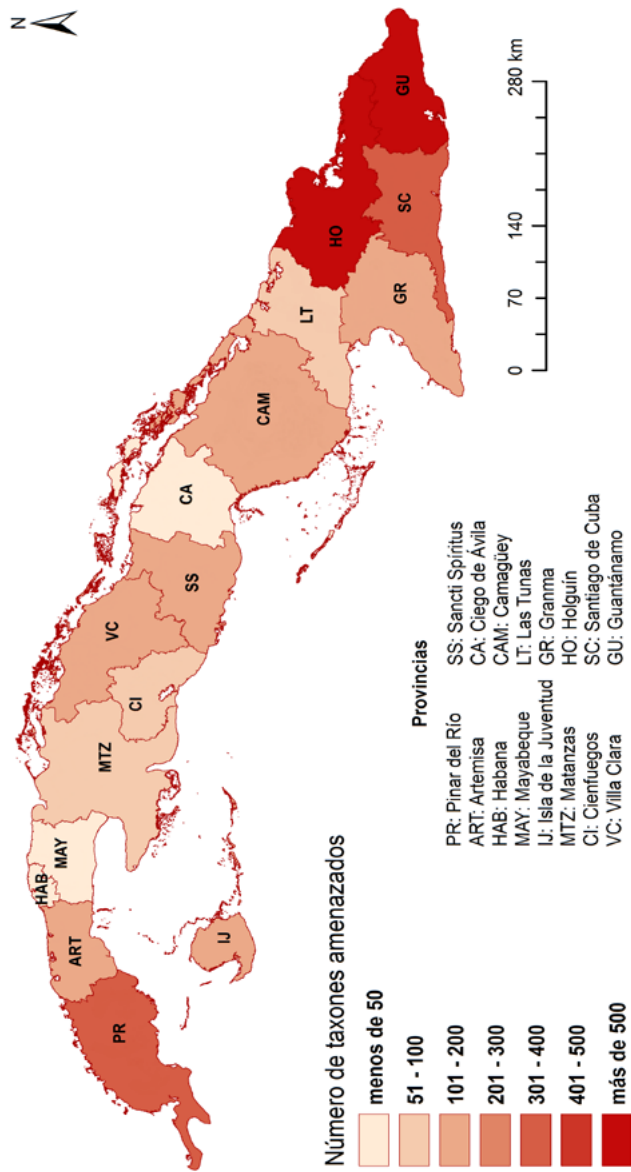 N
HAB
MAY
ART
PR
IJ
MTZ
CI
VC
SS
CA
CAM
LT
HO
GR
SC
GU
Número de taxones amenazados
menos de 50
51 - 100
101 - 200
201 - 300
301 - 400
401 - 500
más de 500
Provincias
PR: Pinar del Río
ART: Artemisa
HAB: Habana
MAY: Mayabeque
IJ: Isla de la Juventud
MTZ: Matanzas
CI: Cienfuegos
VC: Villa Clara
SS: Sancti Spíritus
CA: Ciego de Ávila
CAM: Camagüey
LT: Las Tunas
GR: Granma
HO: Holguín
SC: Santiago de Cuba
GU: Guantánamo
0 70 140 280 km